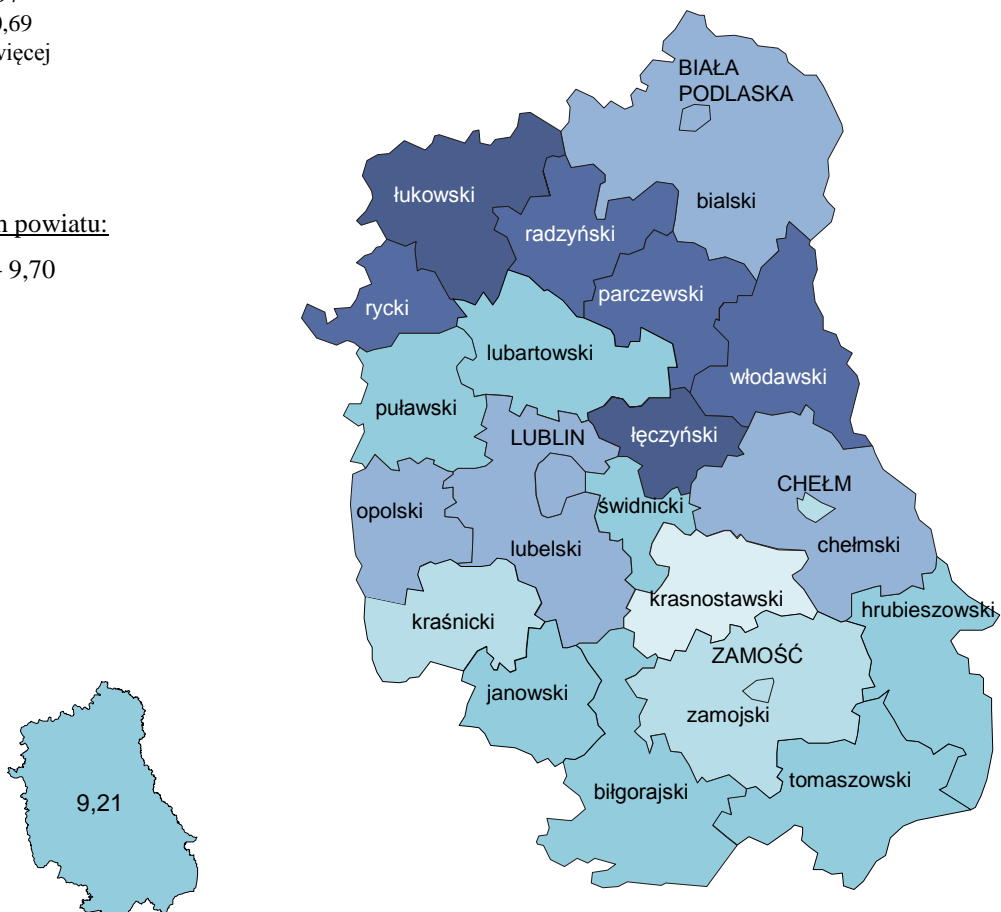 0,69
więcej
powiatu:
9,70
BIAŁA
PODLASKA
łukowski
bialski
radzyński
parczewski
rycki
lubartowski
włodawski
puławski
łęczyński
LUBLIN
CHEŁM
opolski
świdnicki
chełmski
lubelski
krasnostawski
hrubieszowski
kraśnicki
ZAMOŚĆ
janowski
zamojski
tomaszowski
biłgorajski
9,21